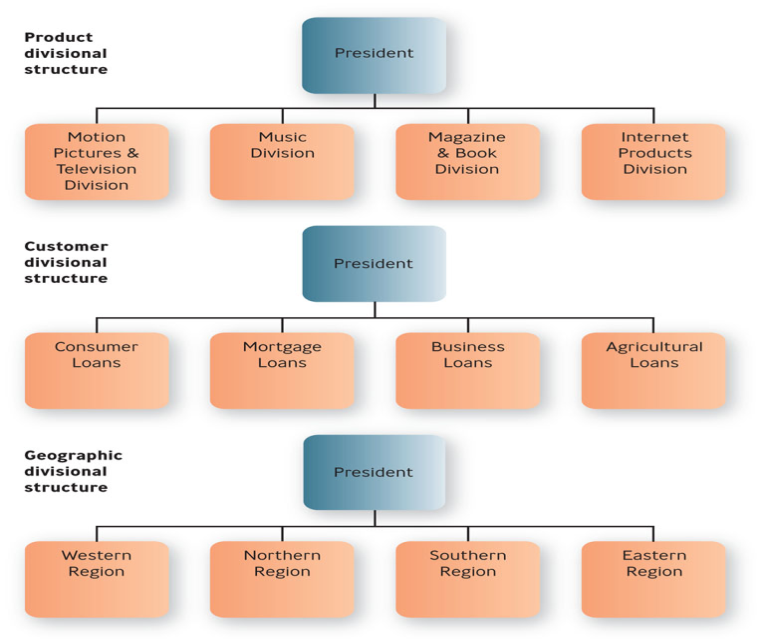 Product
divisional
structure
President
Motion
Pictures &
Television
Division
Music
Division
Magazine
& Book
Division
Internet
Products
Division
Customer
divisional
structure
President
Consumer
Loans
Mortgage
Loans
Business
Loans
Agricultural
Loans
Geographic
divisional
structure
President
Western
Region
Northern
Region
Southern
Region
Eastern
Region